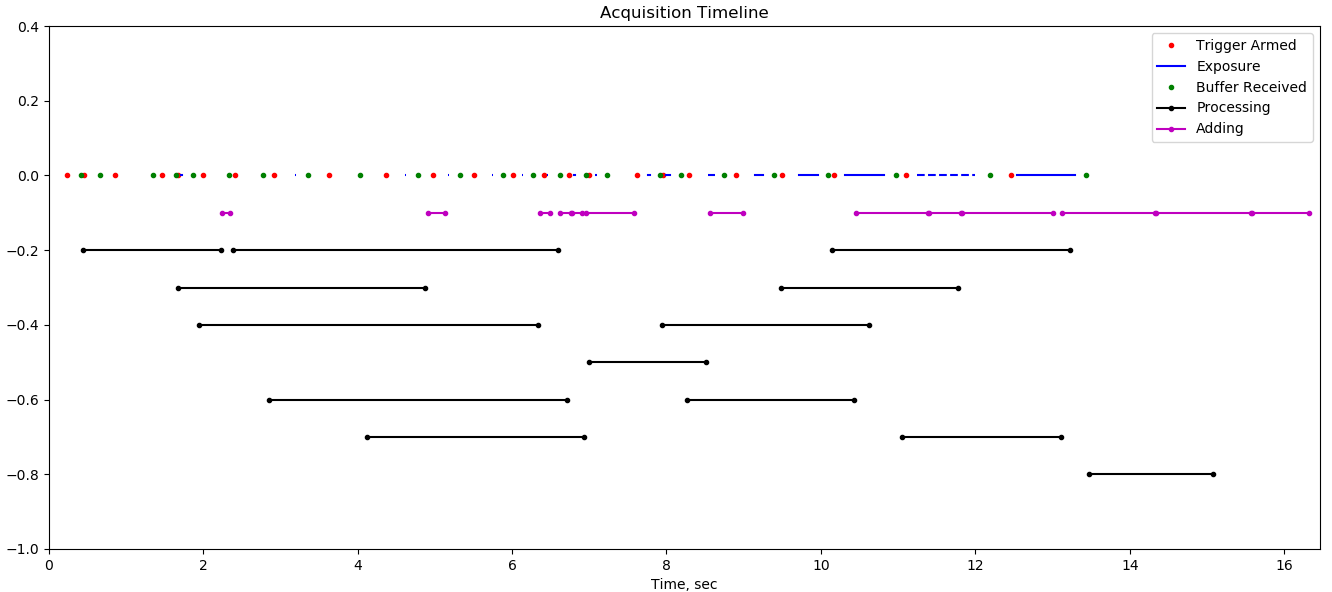 Acquisition Timeline
0.4
0.2
0.0
−0.2
−0.4
−0.6
−0.8
−1.0
Trigger Armed
Exposure
Buffer Received
Processing
Adding
0 2 4 6 8 10 12 14 16
Time, sec